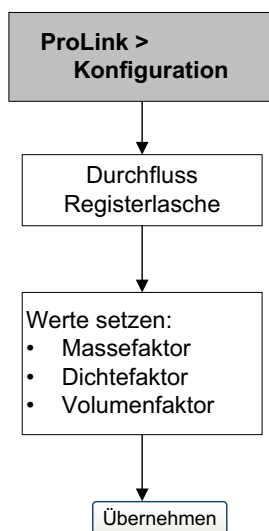 ProLink >
Konfiguration
Durchfluss
Registerlasche
Werte setzen:
• Massefaktor
• Dichtefaktor
• Volumenfaktor
Übernehmen